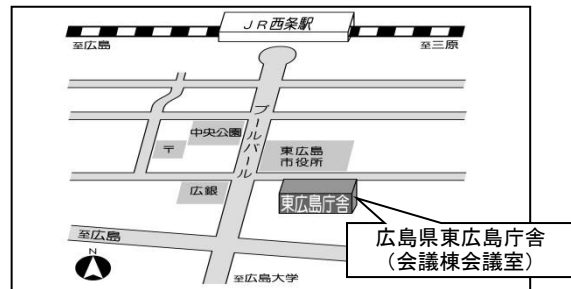 JR西条駅
至広島
至三原
中央公園
〒
ブールバール
東広島
市役所
広銀
東広島庁舎
至広島
広島県東広島庁舎
(会議棟会議室)
N
至広島大学